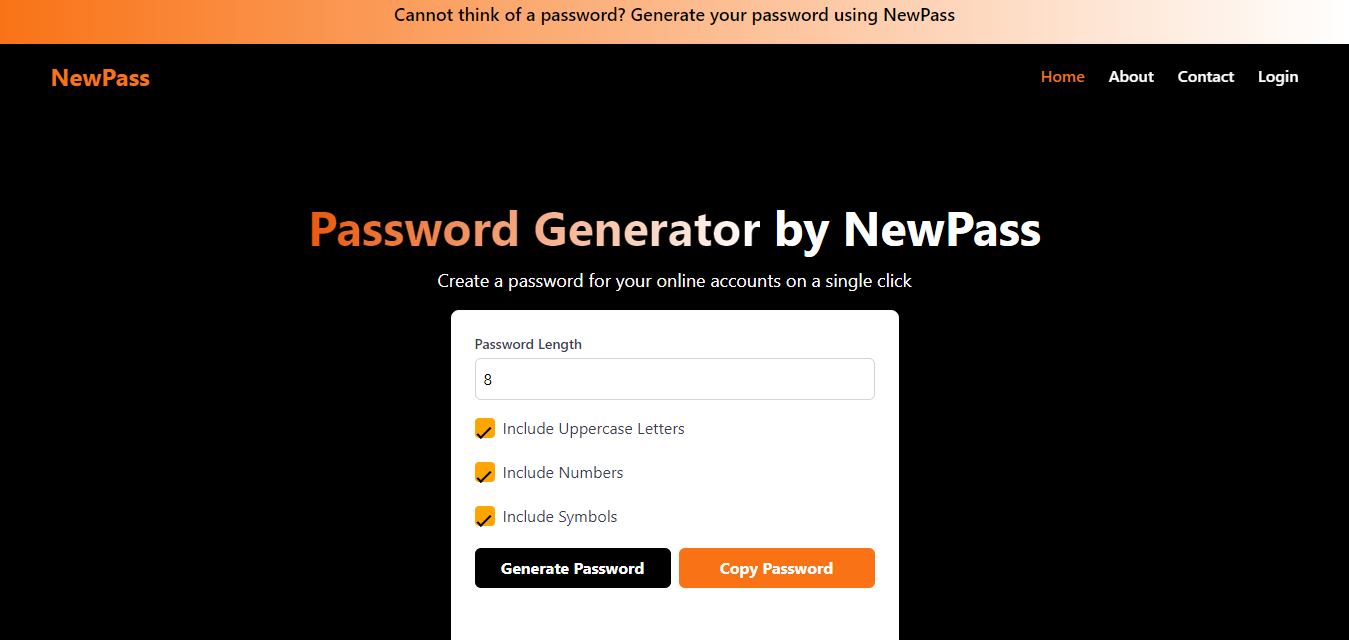 Cannot think of a password? Generate your password using NewPass
NewPass
Home About Contact Login
Password Generator by NewPass
Create a password for your online accounts on a single click
Password Length
8
Include Uppercase Letters
Include Numbers
Include Symbols
Generate Password Copy Password